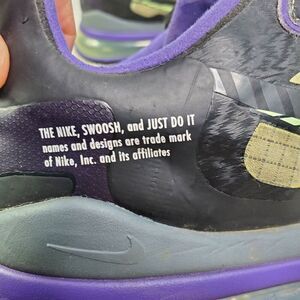 THE NIKE, SWOOSH, and JUST DO IT
names and designs are trade mark
of Nike, Inc. and its affiliates